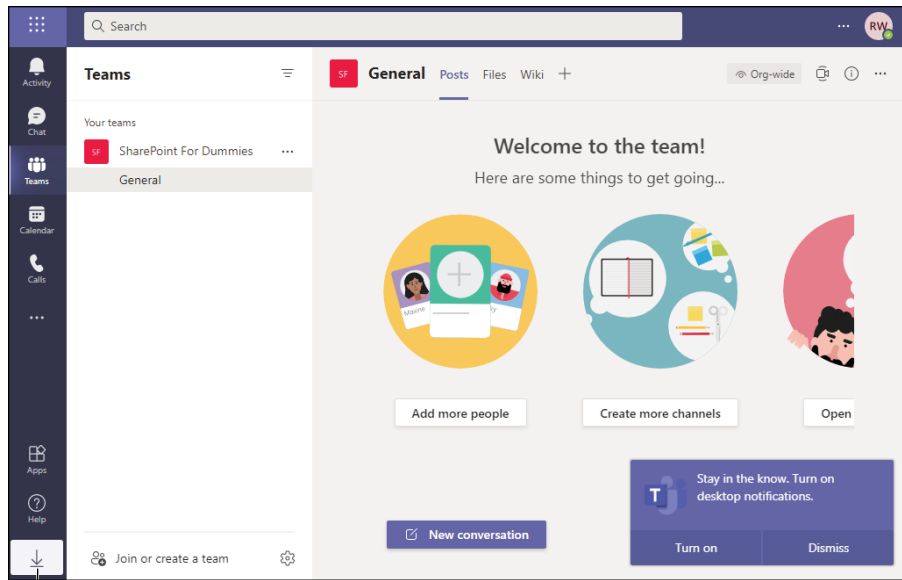 Search
RW
Activity
Chat
Teams
Calendar
Calls
Apps
Help
Teams
Your teams
SF SharePoint For Dummies
General
Join or create a team
SF General Posts Files Wiki
Org-wide
Welcome to the team!
Here are some things to get going...
Maxine
Add more people
Create more channels
Open
New conversation
T
Stay in the know. Turn on
desktop notifications.
Turn on Dismiss